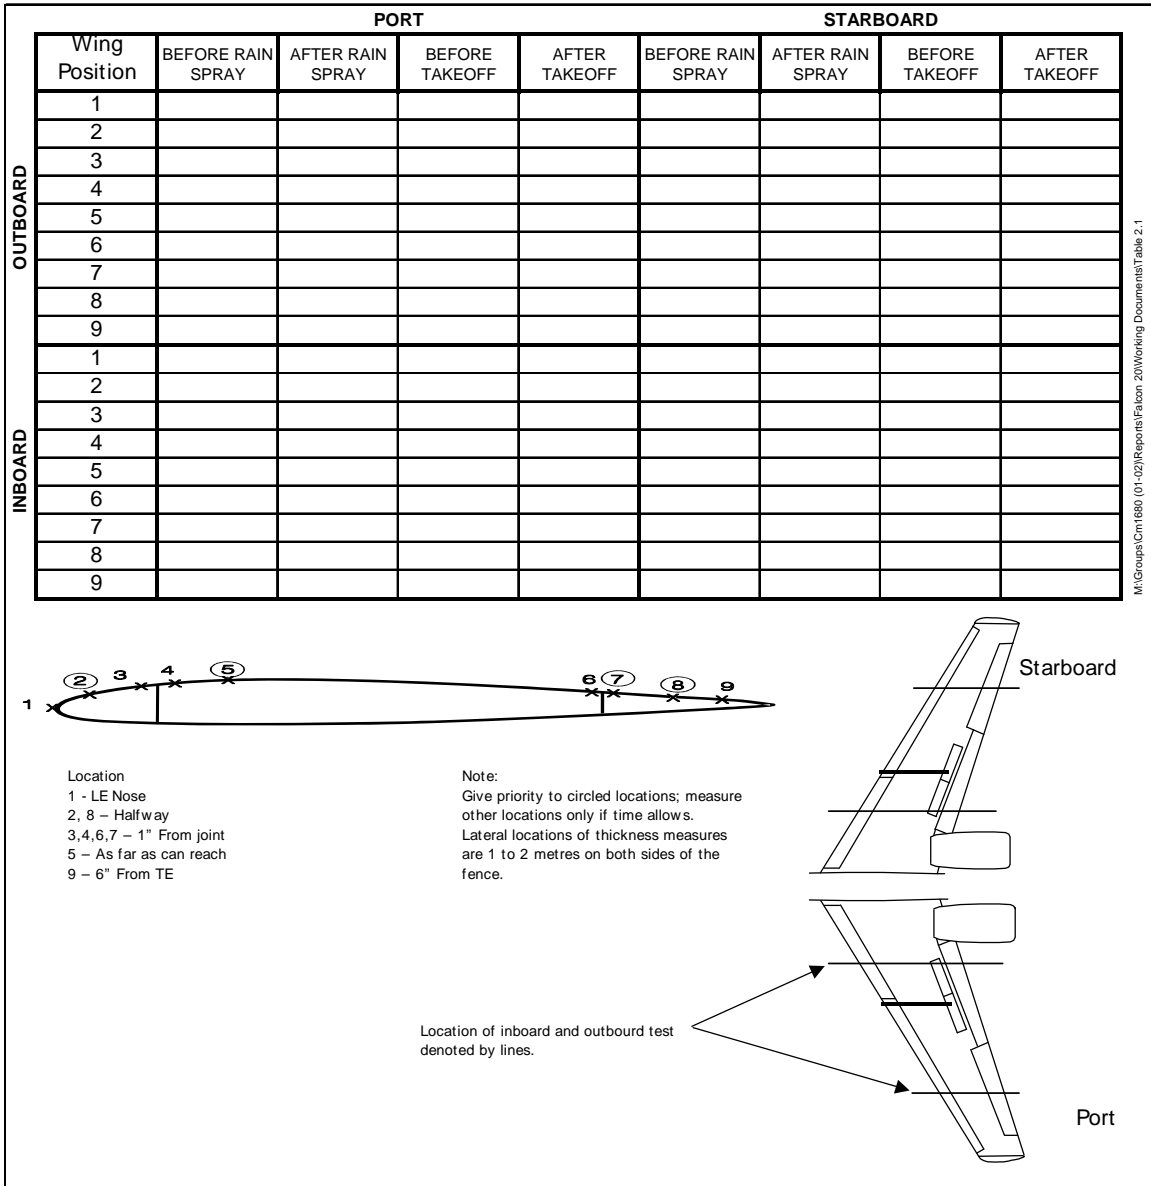 PORT STARBOARD
Wing Position BEFORE RAIN SPRAY AFTER RAIN SPRAY BEFORE TAKEOFF AFTER TAKEOFF BEFORE RAIN SPRAY AFTER RAIN SPRAY BEFORE TAKEOFF AFTER TAKEOFF
OUTBOARD
1
2
3
4
5
6
7
8
9
INBOARD
1
2
3
4
5
6
7
8
9
M:\Groups\Cm1680 (01-02)\Reports\Falcon 20\Working Documents\Table 2.1
1 2 3 4 5 6 7 8 9
Starboard
Location
1 - LE Nose
2, 8 – Halfway
3,4,6,7 – 1” From joint
5 – As far as can reach
9 – 6” From TE
Note:
Give priority to circled locations; measure
other locations only if time allows.
Lateral locations of thickness measures
are 1 to 2 metres on both sides of the
fence.
Location of inboard and outbourd test
denoted by lines.
Port